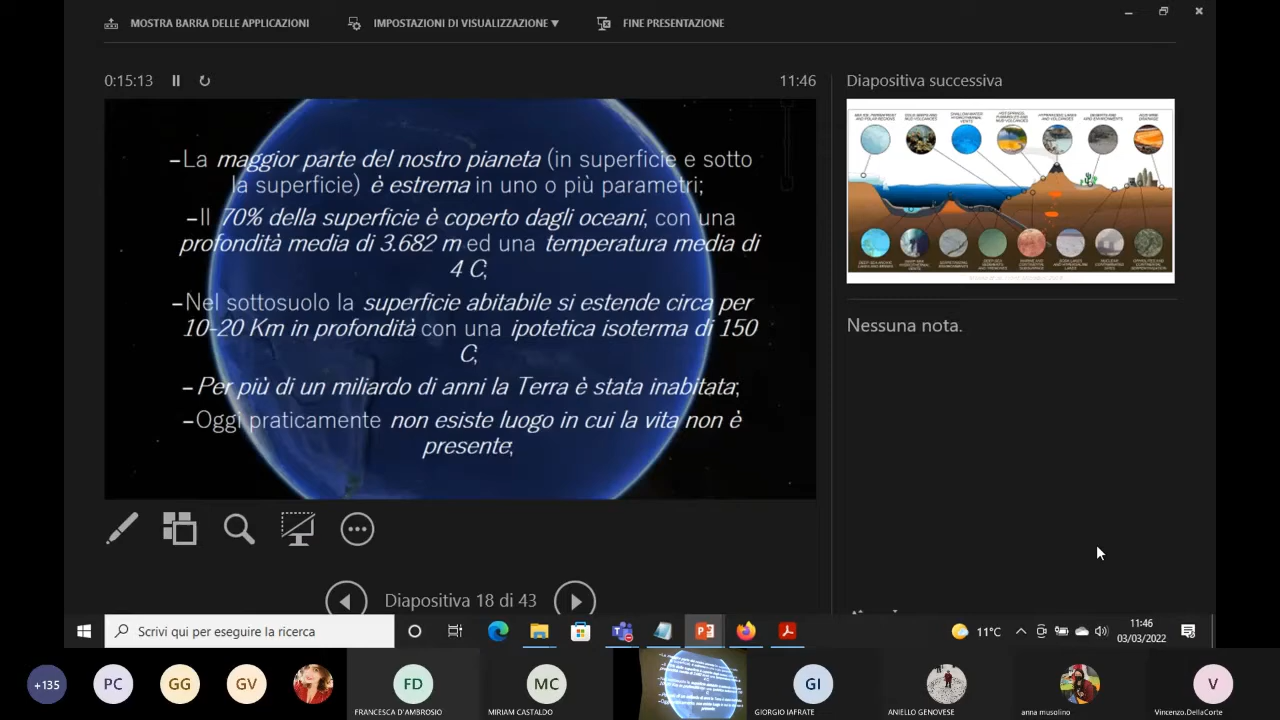 MOSTRA BARRA DELLE APPLICAZIONI
IMPOSTAZIONI DI VISUALIZZAZIONE ▼
FINE PRESENTAZIONE
0:15:13
11:46
Diapositiva successiva
–La maggior parte del nostro pianeta (in superficie e sotto
la superficie) è estrema in uno o più parametri;
–Il 70% della superficie è coperto dagli oceani, con una
profondità media di 3.682 m ed una temperatura media di
4 C;
–Nel sottosuolo la superficie abitabile si estende circa per
10-20 Km in profondità con una ipotetica isoterma di 150
C;
– Per più di un miliardo di anni la Terra è stata inabitata;
–Oggi praticamente non esiste luogo in cui la vita non è
presente;
Nessuna nota.
Diapositiva 18 di 43
Scrivi qui per eseguire la ricerca
11°C
11:46
03/03/2022
+135
PC
GG
GV
FD
FRANCESCA D'AMBROSIO
MC
MIRIAM CASTALDO
GI
GIORGIO IAFRATE
ANIELLO GENOVESE
anna musolino
V
Vincenzo.DellaCorte